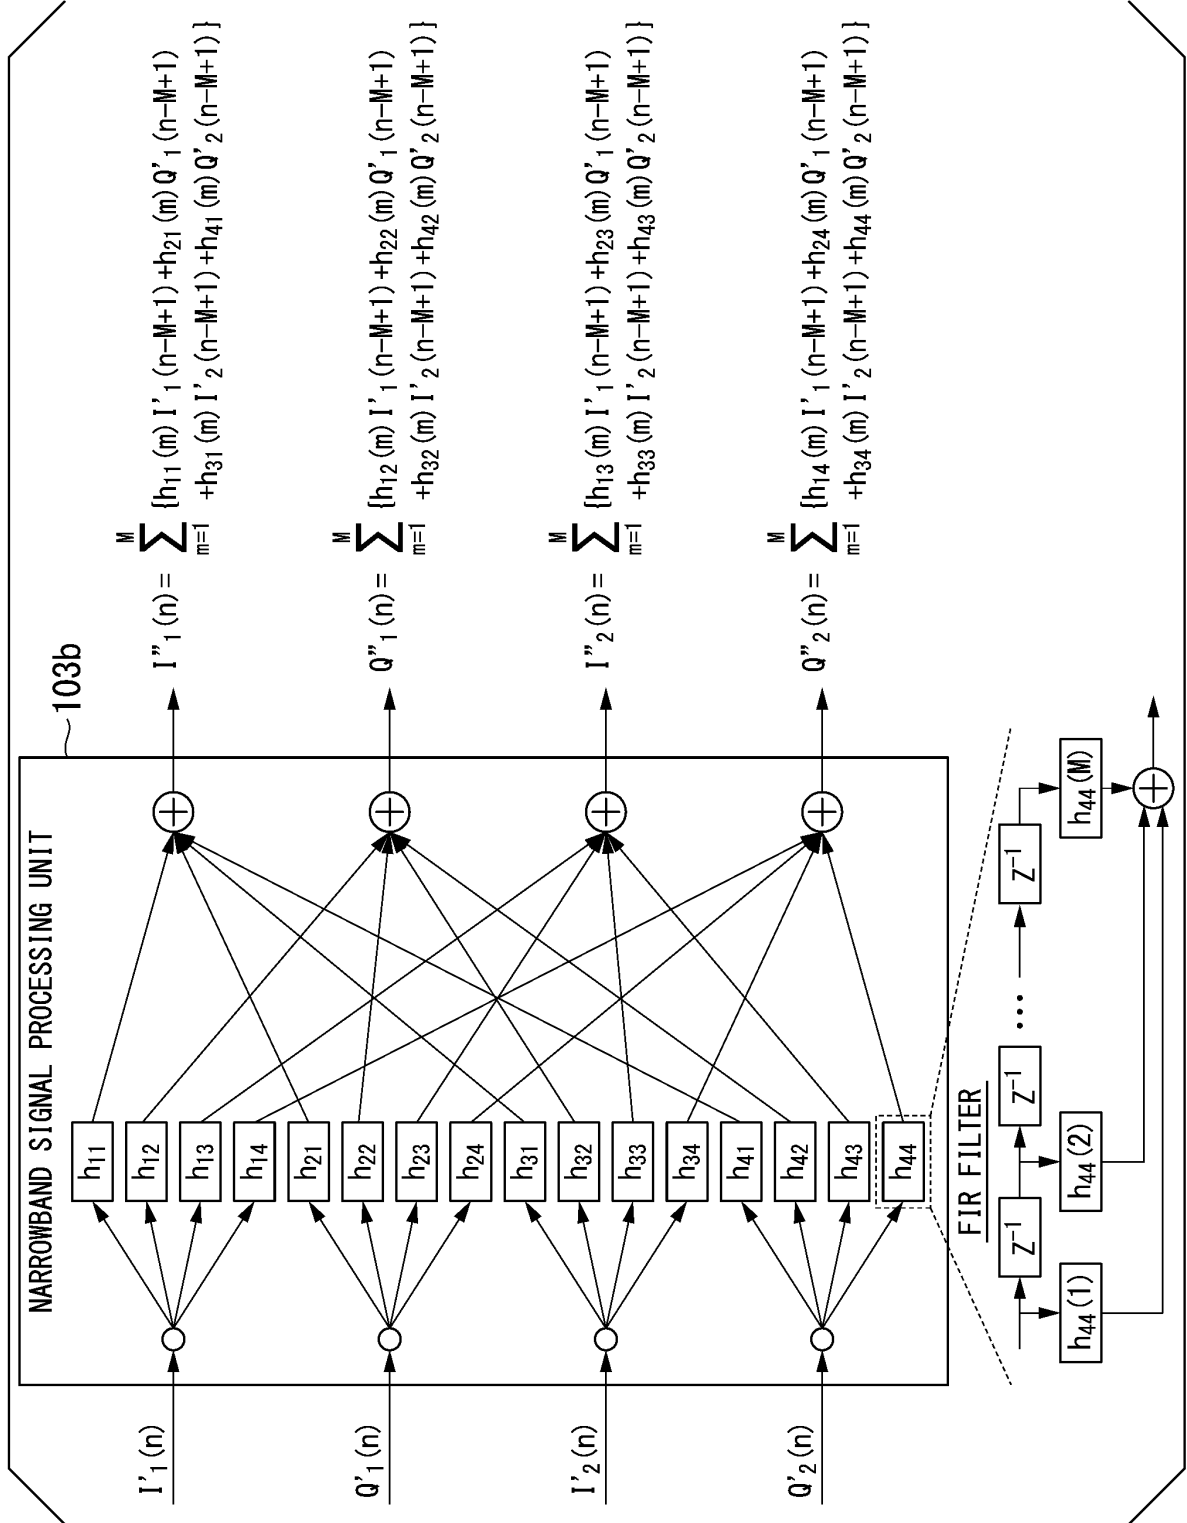 103b
NARROWBAND SIGNAL PROCESSING UNIT
I'1(n)
Q'1(n)
I'2(n)
Q'2(n)
h11
h12
h13
h14
h21
h22
h23
h24
h31
h32
h33
h34
h41
h42
h43
h44
I"1(n) = M ∑ m=1 {h11(m)I'1(n-M+1)+h21(m)Q'1(n-M+1)
+h31(m)I'2(n-M+1)+h41(m)Q'2(n-M+1)}
Q"1(n) = M ∑ m=1 {h12(m)I'1(n-M+1)+h22(m)Q'1(n-M+1)
+h32(m)I'2(n-M+1)+h42(m)Q'2(n-M+1)}
I"2(n) = M ∑ m=1 {h13(m)I'1(n-M+1)+h23(m)Q'1(n-M+1)
+h33(m)I'2(n-M+1)+h43(m)Q'2(n-M+1)}
Q"2(n) = M ∑ m=1 {h14(m)I'1(n-M+1)+h24(m)Q'1(n-M+1)
+h34(m)I'2(n-M+1)+h44(m)Q'2(n-M+1)}
FIR FILTER
Z-1
Z-1
...
Z-1
h44(1)
h44(2)
h44(M)